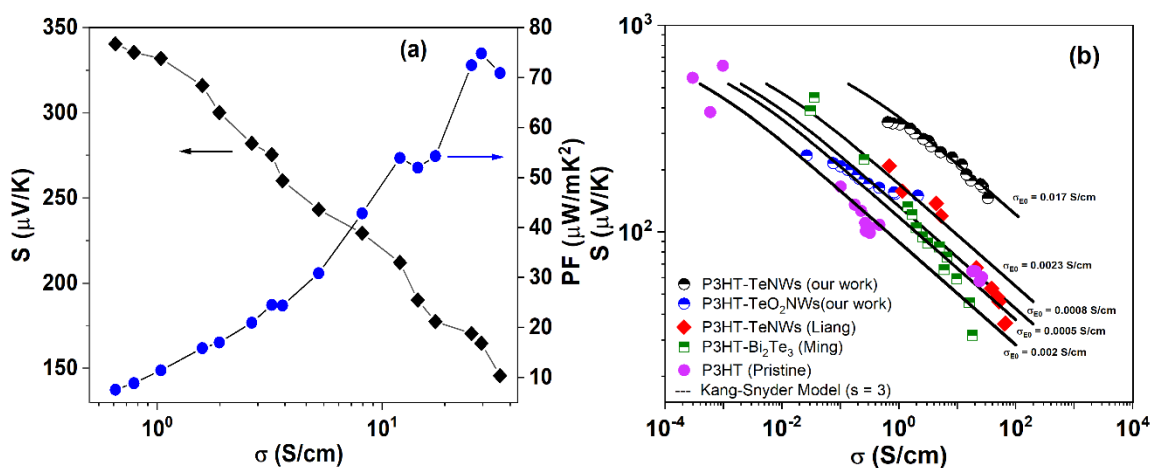 (a)
350
300
250
200
150
S (μV/K)
80
70
60
50
40
30
20
10
PF (μW/mK²)
10⁰ 10¹
σ (S/cm)
(b)
10³
10²
S (μV/K)
σE0 = 0.017 S/cm
σE0 = 0.0023 S/cm
σE0 = 0.0008 S/cm
σE0 = 0.0005 S/cm
σE0 = 0.002 S/cm
P3HT-TeNWs (our work)
P3HT-TeO₂NWs(our work)
P3HT-TeNWs (Liang)
P3HT-Bi₂Te₃ (Ming)
P3HT (Pristine)
--- Kang-Snyder Model (s = 3)
10⁻⁴ 10⁻² 10⁰ 10² 10⁴
σ (S/cm)